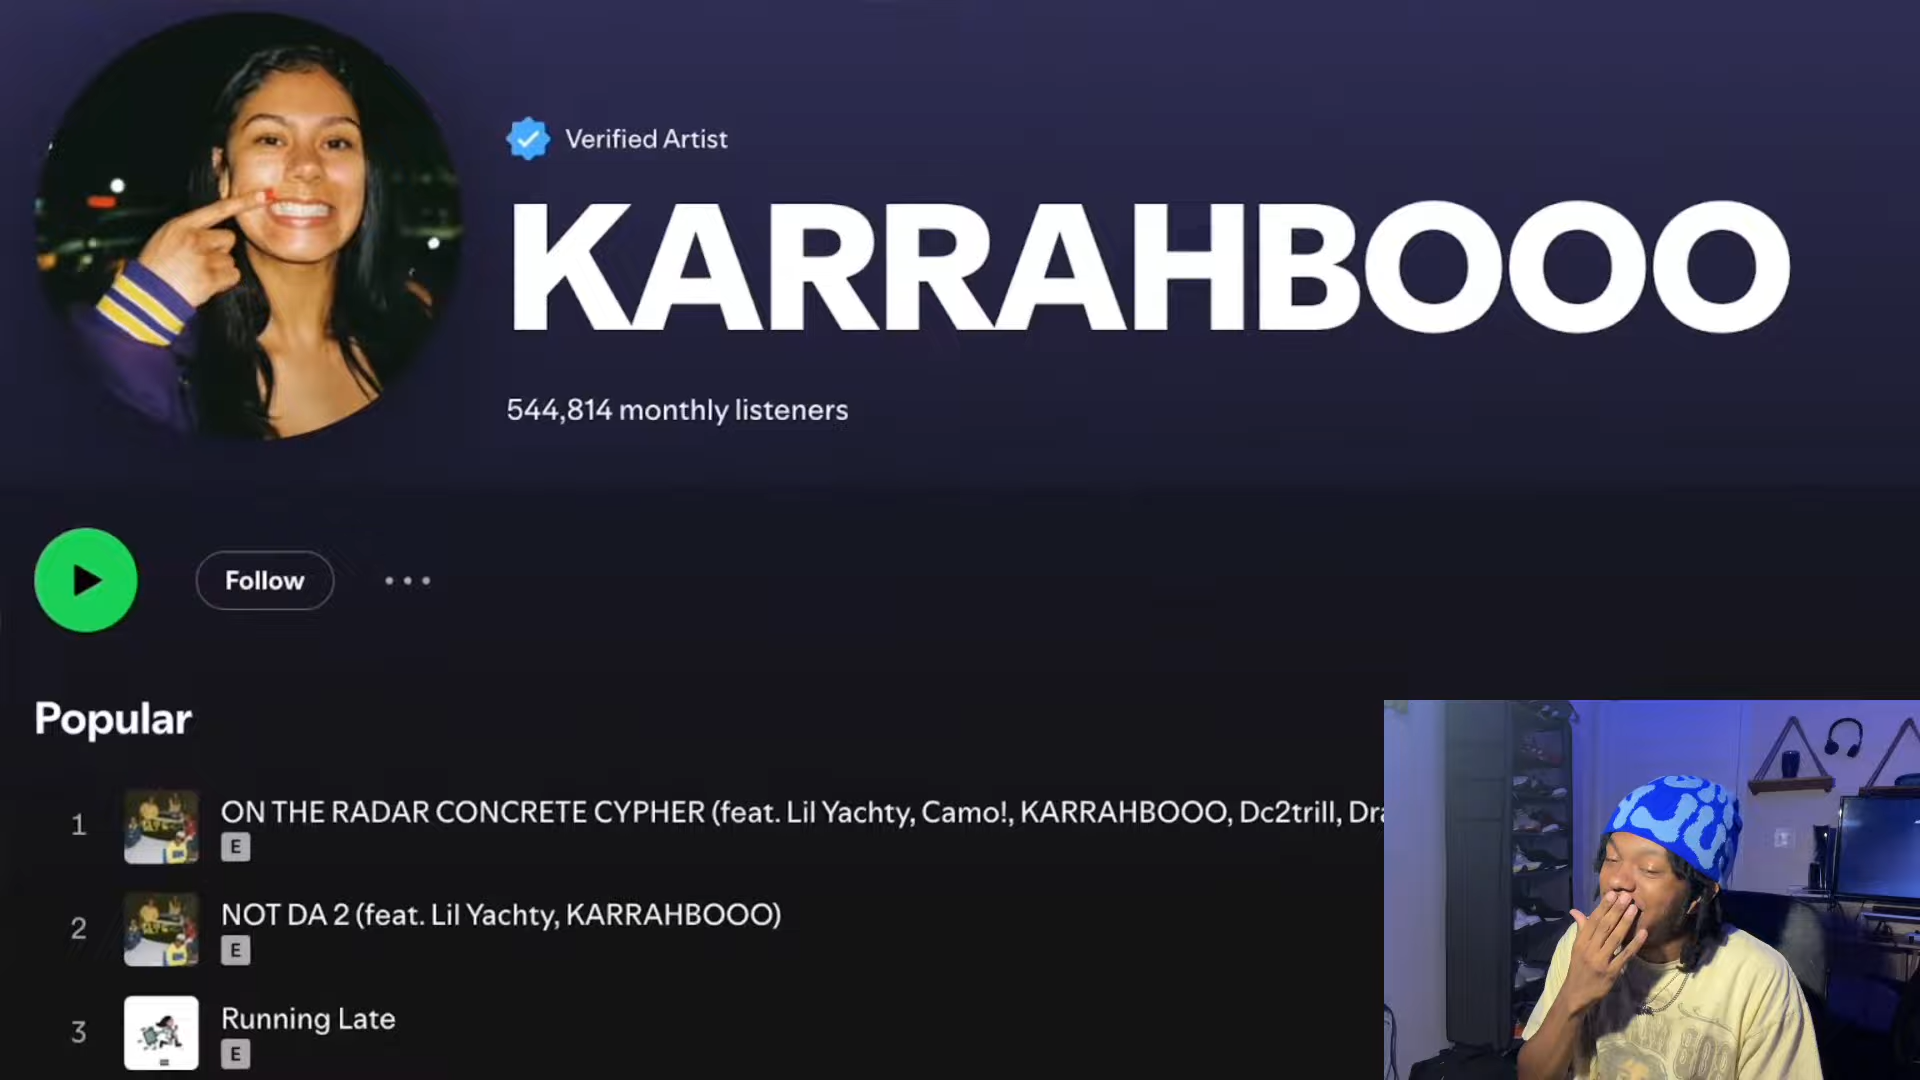 Verified Artist
KARRAHBOOO
544,814 monthly listeners
Follow
Popular
1
ON THE RADAR CONCRETE CYPHER (feat. Lil Yachty, Camo!, KARRAHBOOO, Dc2trill, Dra
E
2
NOT DA 2 (feat. Lil Yachty, KARRAHBOOO)
E
3
Running Late
E